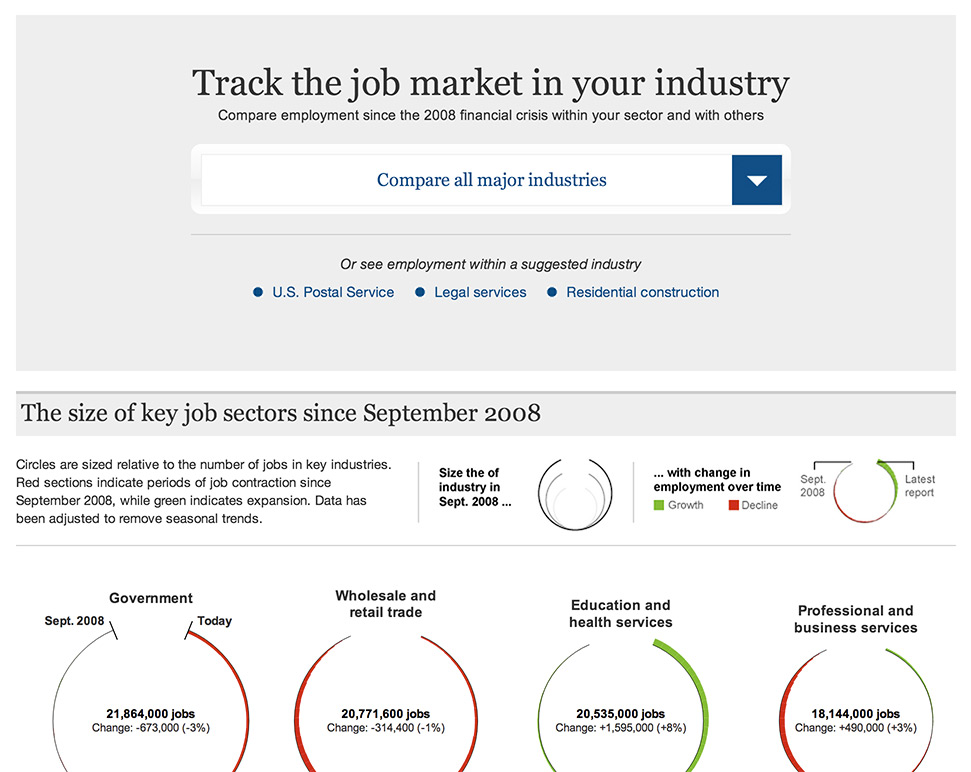 Track the job market in your industry
Compare employment since the 2008 financial crisis within your sector and with others
Compare all major industries
Or see employment within a suggested industry
U.S. Postal Service
Legal services
Residential construction
The size of key job sectors since September 2008
Circles are sized relative to the number of jobs in key industries.
Red sections indicate periods of job contraction since
September 2008, while green indicates expansion. Data has
been adjusted to remove seasonal trends.
Size the of
industry in
Sept. 2008 ...
... with change in
employment over time
Growth
Decline
Sept.
2008
Latest
report
Government
Sept. 2008
Today
21,864,000 jobs
Change: -673,000 (-3%)
Wholesale and
retail trade
20,771,600 jobs
Change: -314,400 (-1%)
Education and
health services
20,535,000 jobs
Change: +1,595,000 (+8%)
Professional and
business services
18,144,000 jobs
Change: +490,000 (+3%)